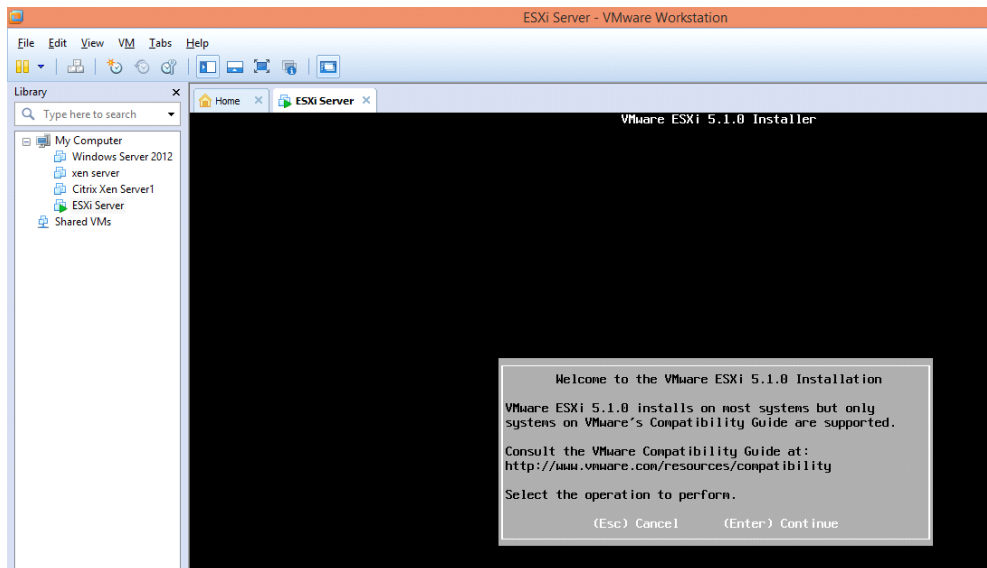 ESXi Server - VMware Workstation
File Edit View VM Tabs Help
Library x
Type here to search
Home × ESXi Server ×
My Computer
Windows Server 2012
xen server
Citrix Xen Server1
ESXi Server
Shared VMs
VMware ESXi 5.1.0 Installer
Welcome to the VMware ESXi 5.1.0 Installation
VMware ESXi 5.1.0 installs on most systems but only
systems on VMware's Compatibility Guide are supported.
Consult the VMware Compatibility Guide at:
http://www.vmware.com/resources/compatibility
Select the operation to perform.
(Esc) Cancel (Enter) Continue